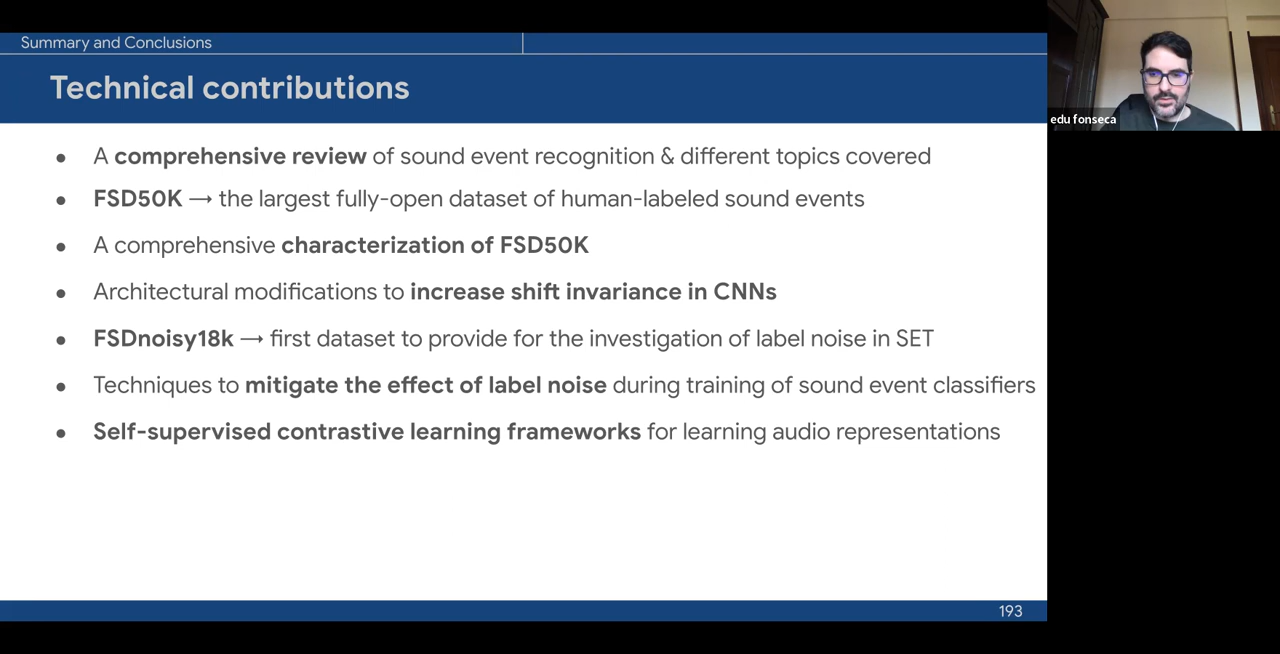 Summary and Conclusions
Technical contributions
● A comprehensive review of sound event recognition & different topics covered
● FSD50K → the largest fully-open dataset of human-labeled sound events
● A comprehensive characterization of FSD50K
● Architectural modifications to increase shift invariance in CNNs
● FSDnoisy18k → first dataset to provide for the investigation of label noise in SET
● Techniques to mitigate the effect of label noise during training of sound event classifiers
● Self-supervised contrastive learning frameworks for learning audio representations
193
edu fonseca